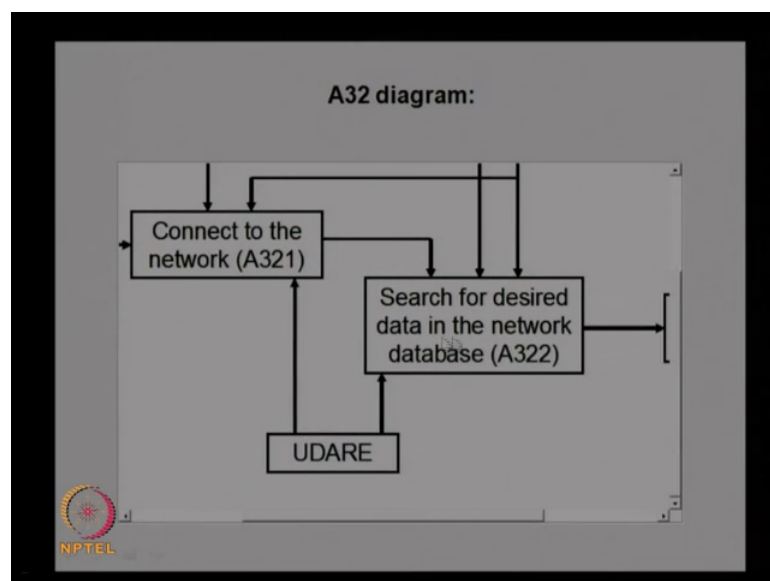 A32 diagram:
Connect to the
network (A321)
Search for desired
data in the network
database (A322)
UDARE
NPTEL